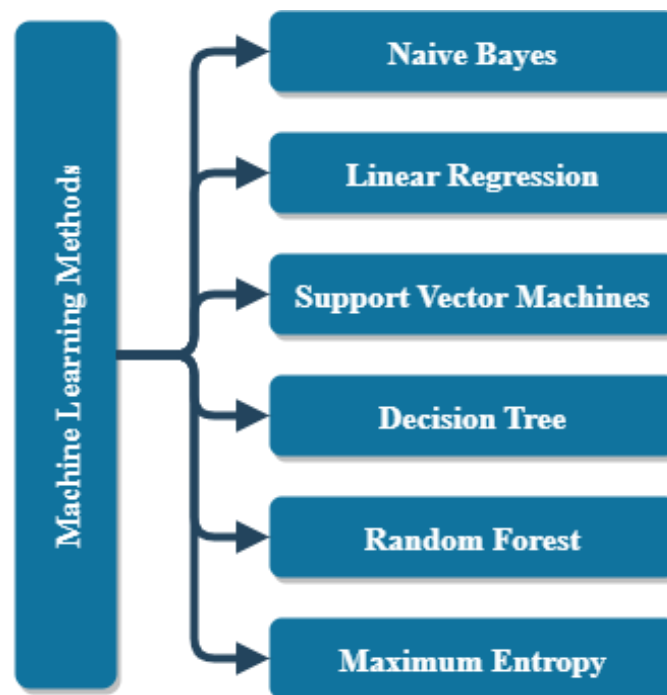 Machine Learning Methods
Naive Bayes
Linear Regression
Support Vector Machines
Decision Tree
Random Forest
Maximum Entropy